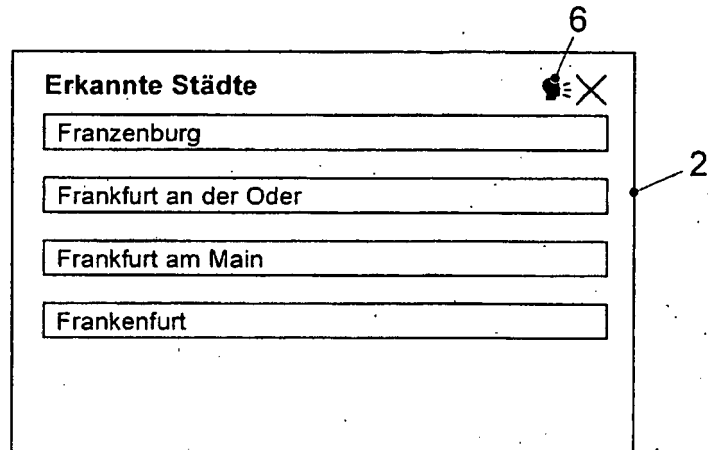 6
Erkannte Städte
Franzenburg
2
Frankfurt an der Oder
Frankfurt am Main
Frankenfurt